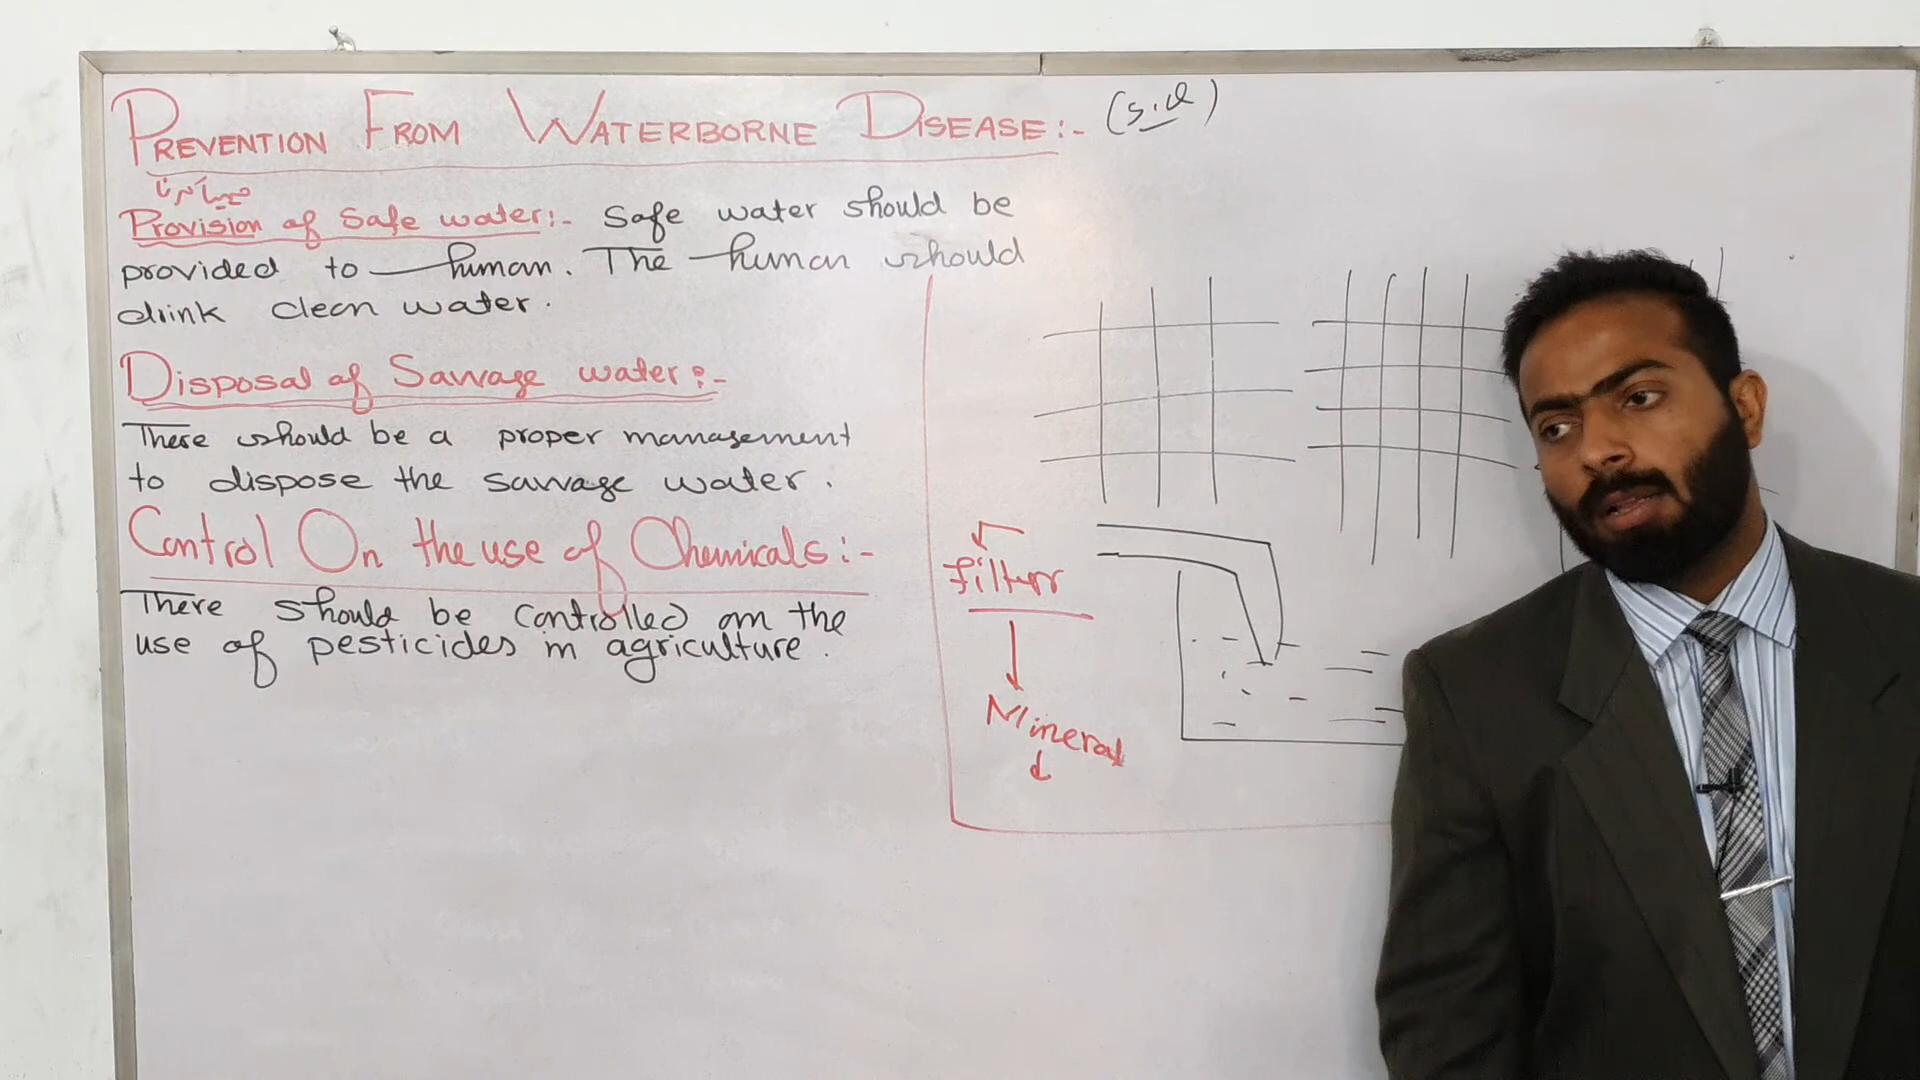 PREVENTION FROM WATERBORNE DISEASE:-
مہیا کرنا
Provision of Safe water:- Safe water should be
provided to human. The human should
drink clean water.
Disposal of Sawage water:-
There should be a proper management
to dispose the sawage water.
Control On the use of Chemicals:-
There should be controlled on the
use of pesticides in agriculture.
filter
Mineral